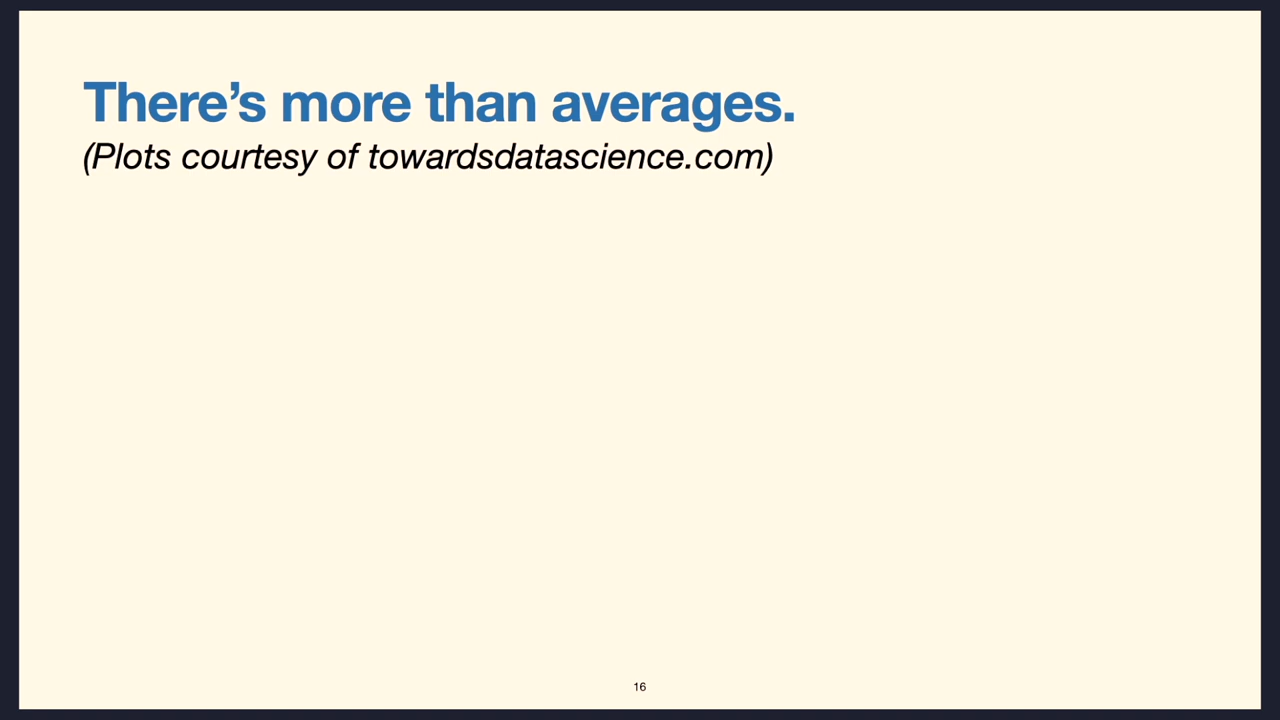 There’s more than averages.
(Plots courtesy of towardsdatascience.com)
16